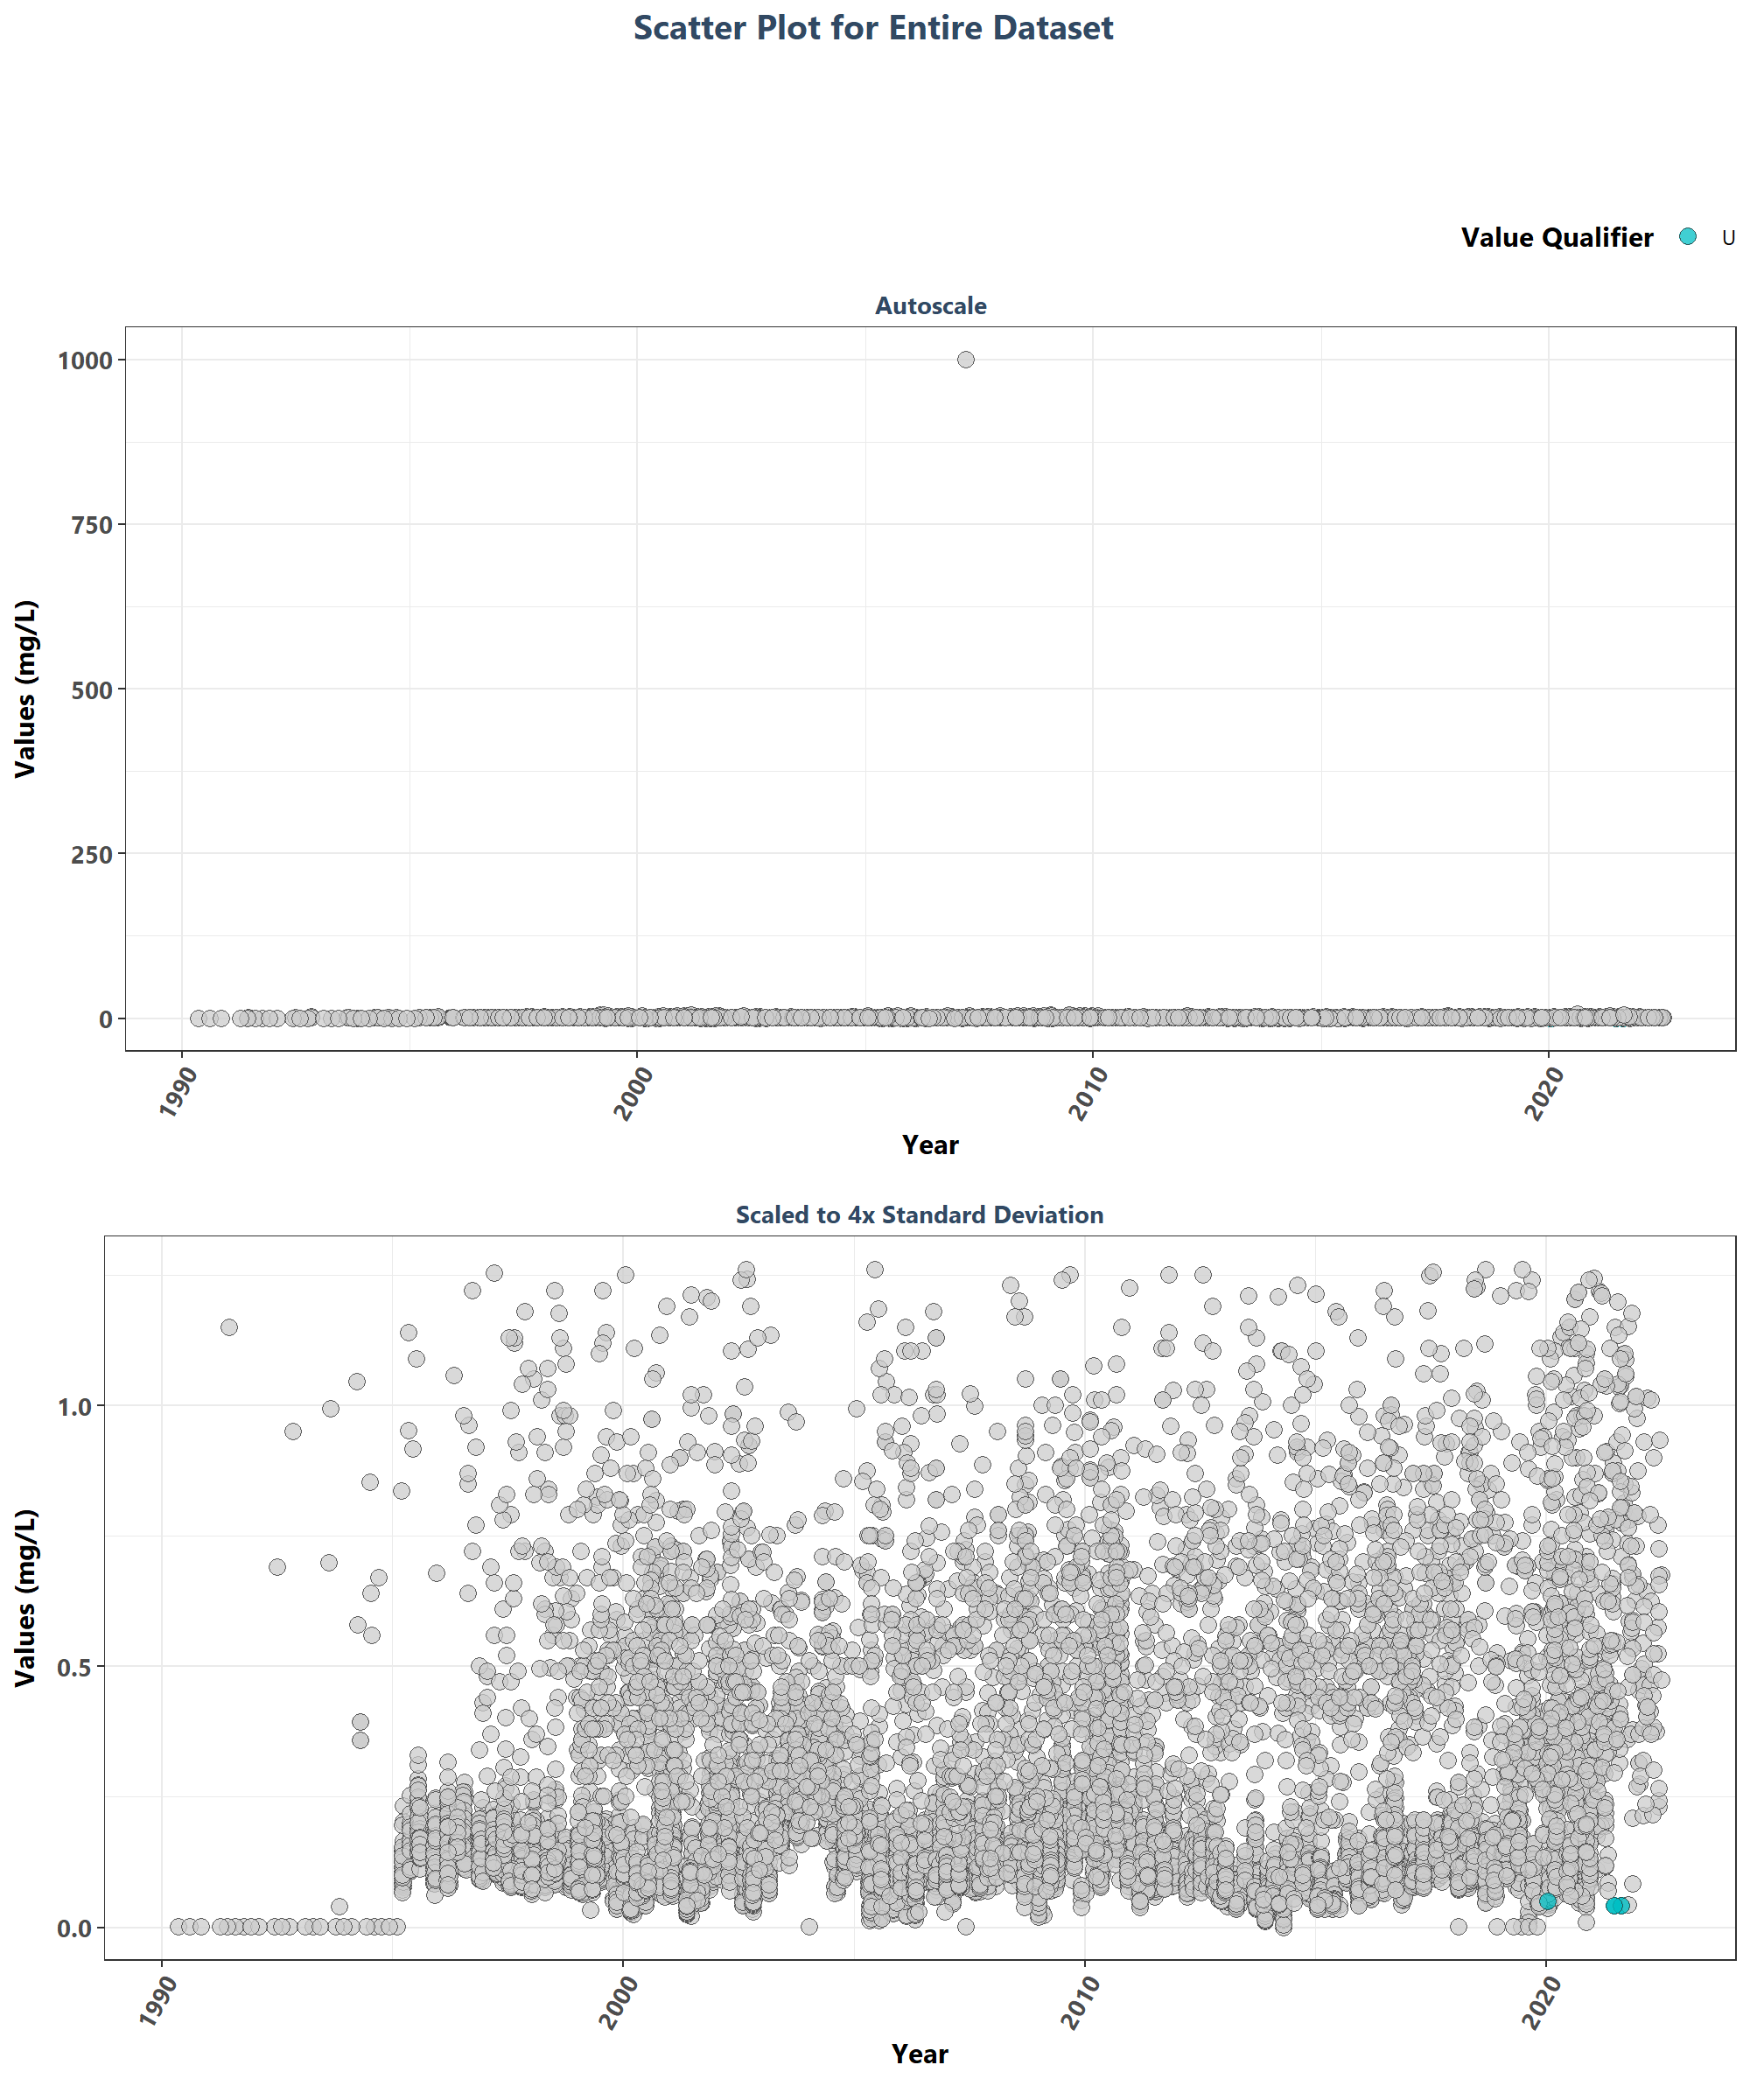 Scatter Plot for Entire Dataset
Value Qualifier U
Autoscale
Values (mg/L)
1000
750
500
250
0
1990 2000 2010 2020
Year
Scaled to 4x Standard Deviation
Values (mg/L)
1.0
0.5
0.0
1990 2000 2010 2020
Year